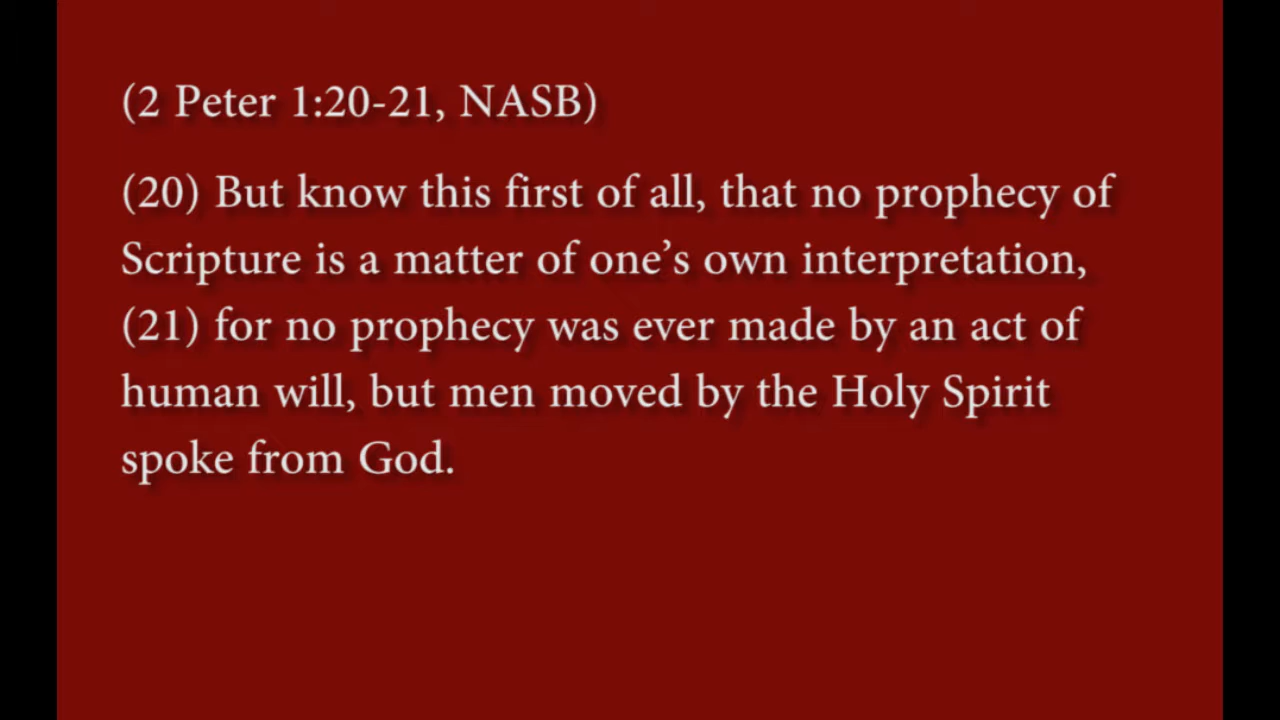 (2 Peter 1:20-21, NASB)
(20) But know this first of all, that no prophecy of
Scripture is a matter of one’s own interpretation,
(21) for no prophecy was ever made by an act of
human will, but men moved by the Holy Spirit
spoke from God.